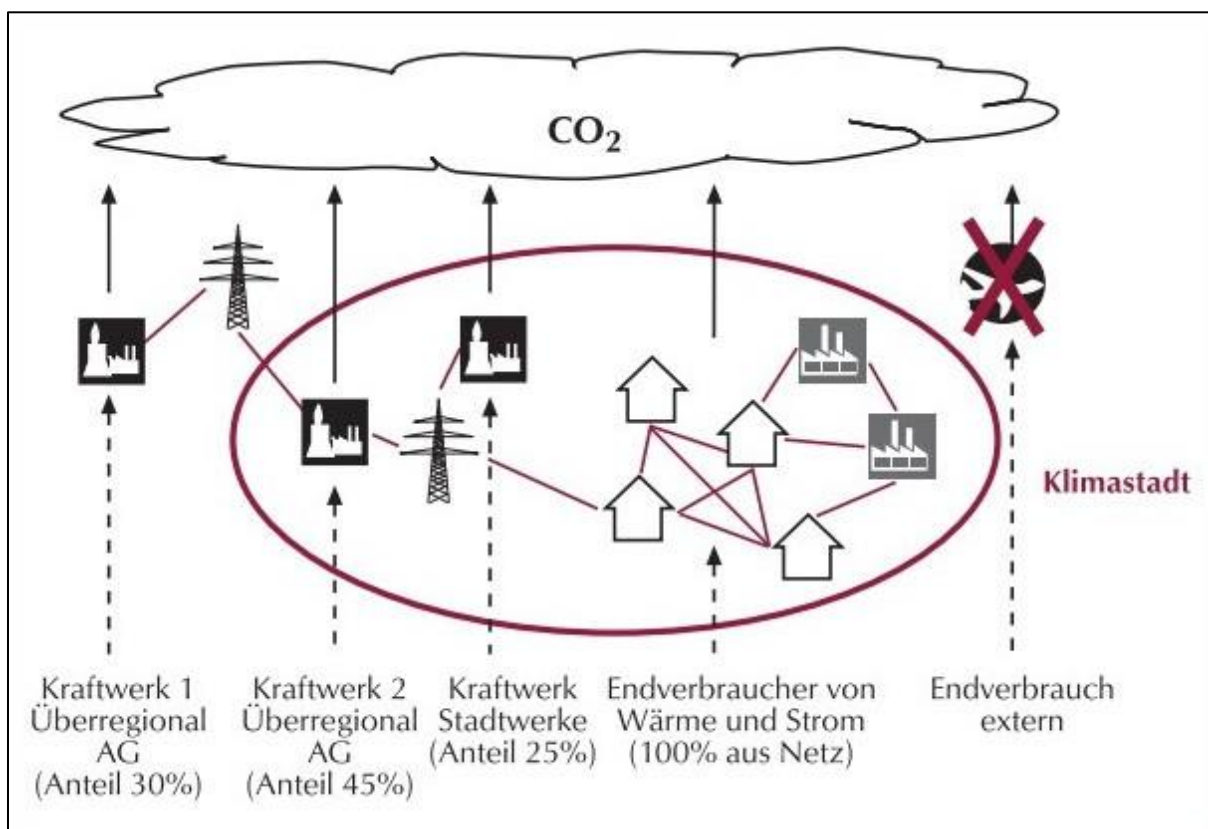 CO₂
Klimastadt
Kraftwerk 1
Überregional
AG
(Anteil 30%)
Kraftwerk 2
Überregional
AG
(Anteil 45%)
Kraftwerk
Stadtwerke
(Anteil 25%)
Endverbraucher von
Wärme und Strom
(100% aus Netz)
Endverbrauch
extern